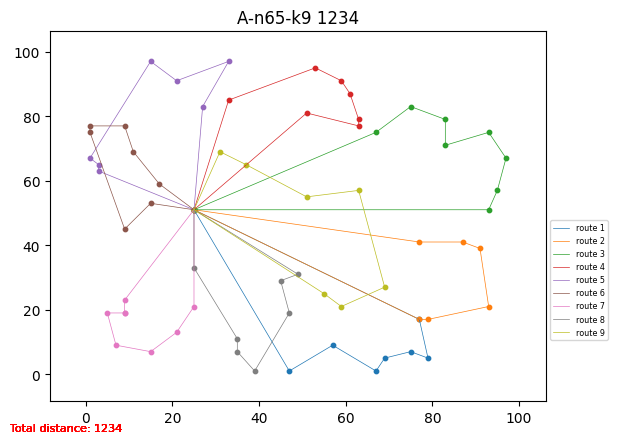 A-n65-k9 1234
100
80
60
40
20
0
0 20 40 60 80 100
route 1
route 2
route 3
route 4
route 5
route 6
route 7
route 8
route 9
Total distance: 1234